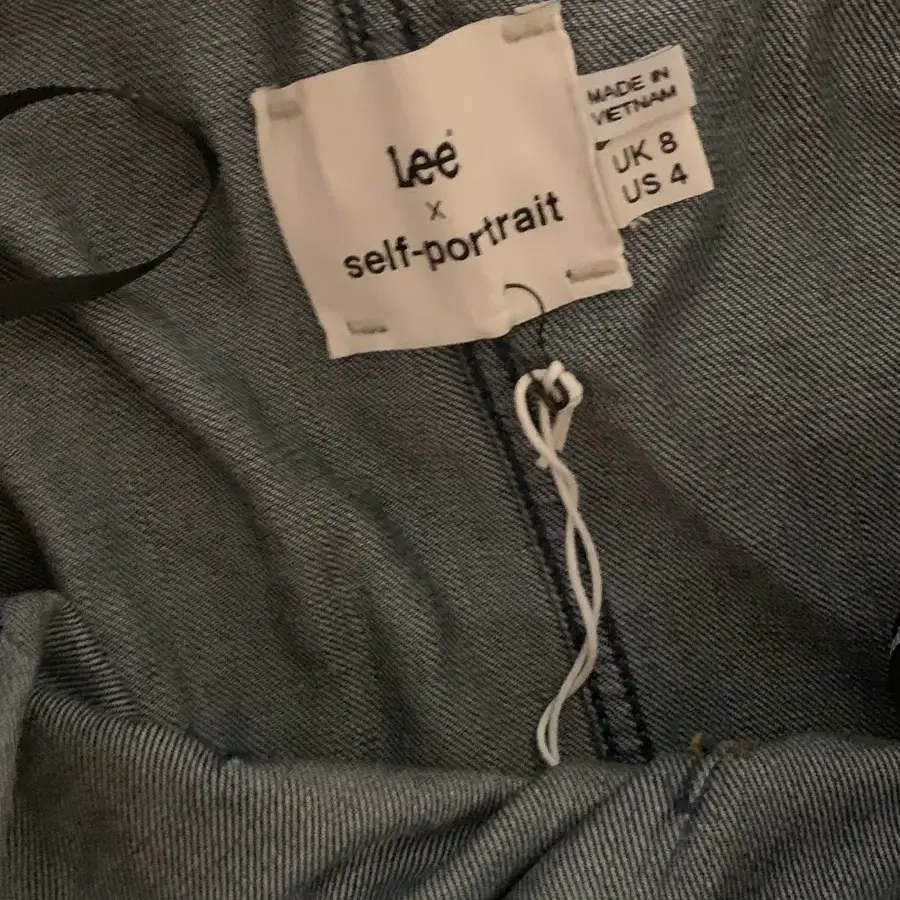 Lee
x
self-portrait
MADE IN
VIETNAM
UK 8
US 4